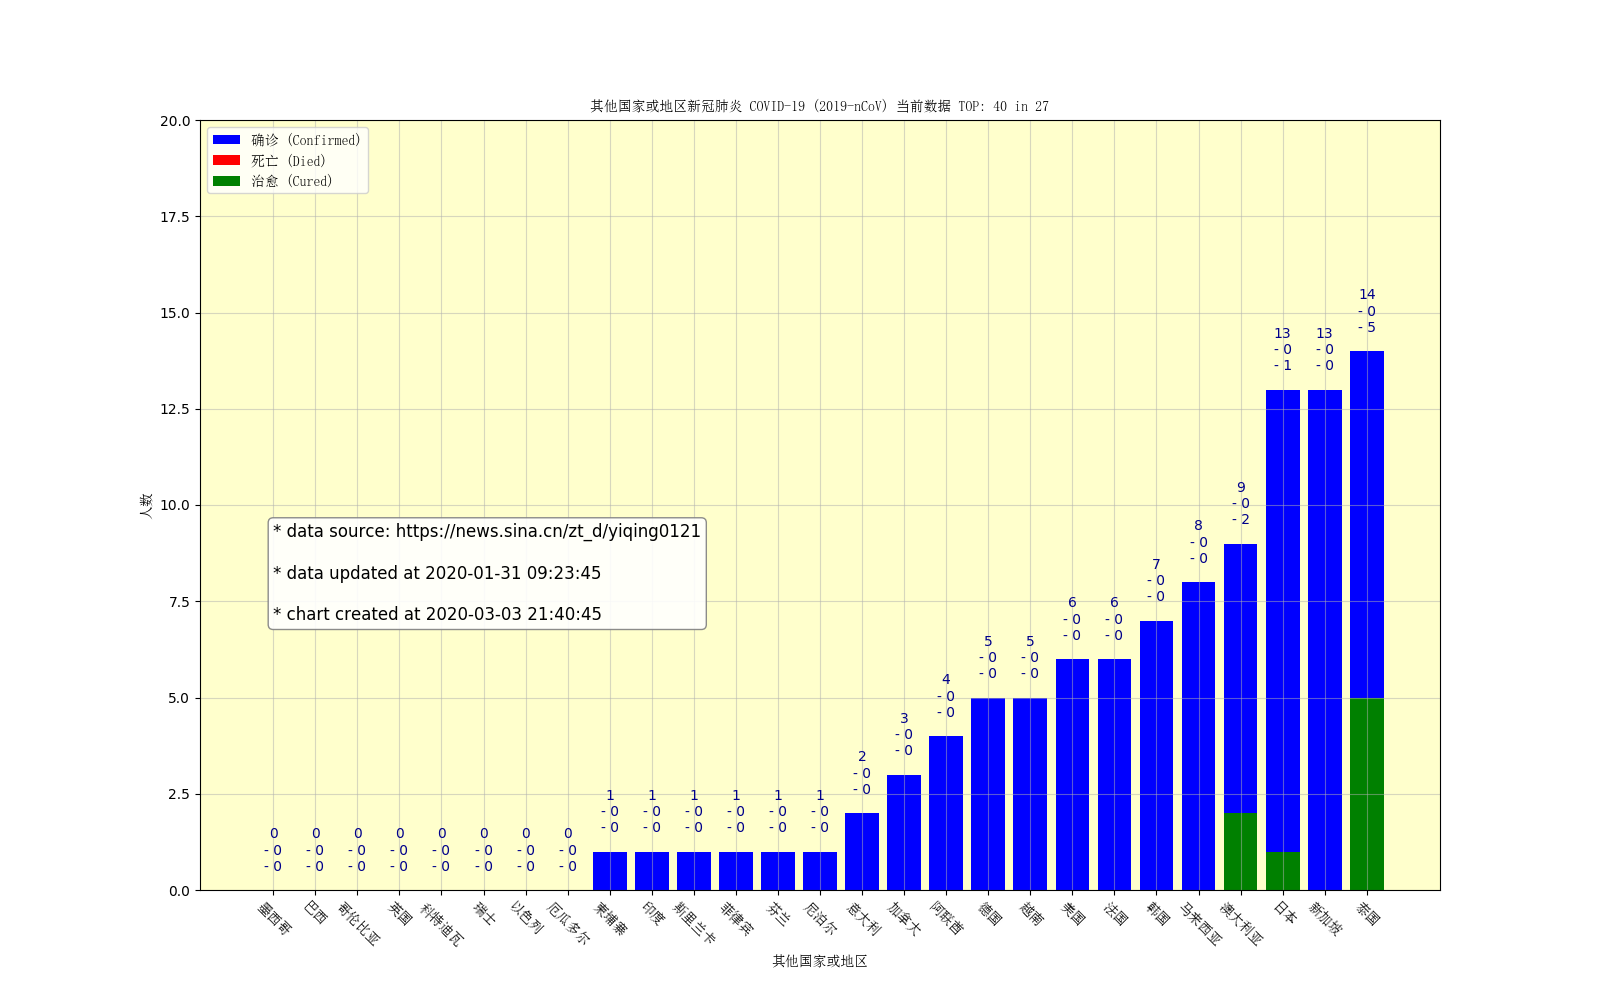 其他国家或地区新冠肺炎 COVID-19 (2019-nCoV) 当前数据 TOP: 40 in 27
确诊 (Confirmed)
死亡 (Died)
治愈 (Cured)
20.0
17.5
15.0
12.5
10.0
7.5
5.0
2.5
0.0
人数
* data source: https://news.sina.cn/zt_d/yiqing0121
* data updated at 2020-01-31 09:23:45
* chart created at 2020-03-03 21:40:45
0
- 0
- 0
0
- 0
- 0
0
- 0
- 0
0
- 0
- 0
0
- 0
- 0
0
- 0
- 0
0
- 0
- 0
0
- 0
- 0
1
- 0
- 0
1
- 0
- 0
1
- 0
- 0
1
- 0
- 0
1
- 0
- 0
1
- 0
- 0
2
- 0
- 0
3
- 0
- 0
4
- 0
- 0
5
- 0
- 0
5
- 0
- 0
6
- 0
- 0
6
- 0
- 0
7
- 0
- 0
8
- 0
- 0
9
- 0
- 2
13
- 0
- 1
13
- 0
- 0
14
- 0
- 5
墨西哥
巴西
哥伦比亚
英国
科特迪瓦
瑞士
以色列
厄瓜多尔
柬埔寨
印度
斯里兰卡
菲律宾
芬兰
尼泊尔
意大利
加拿大
阿联酋
德国
越南
美国
法国
韩国
马来西亚
澳大利亚
日本
新加坡
泰国
其他国家或地区